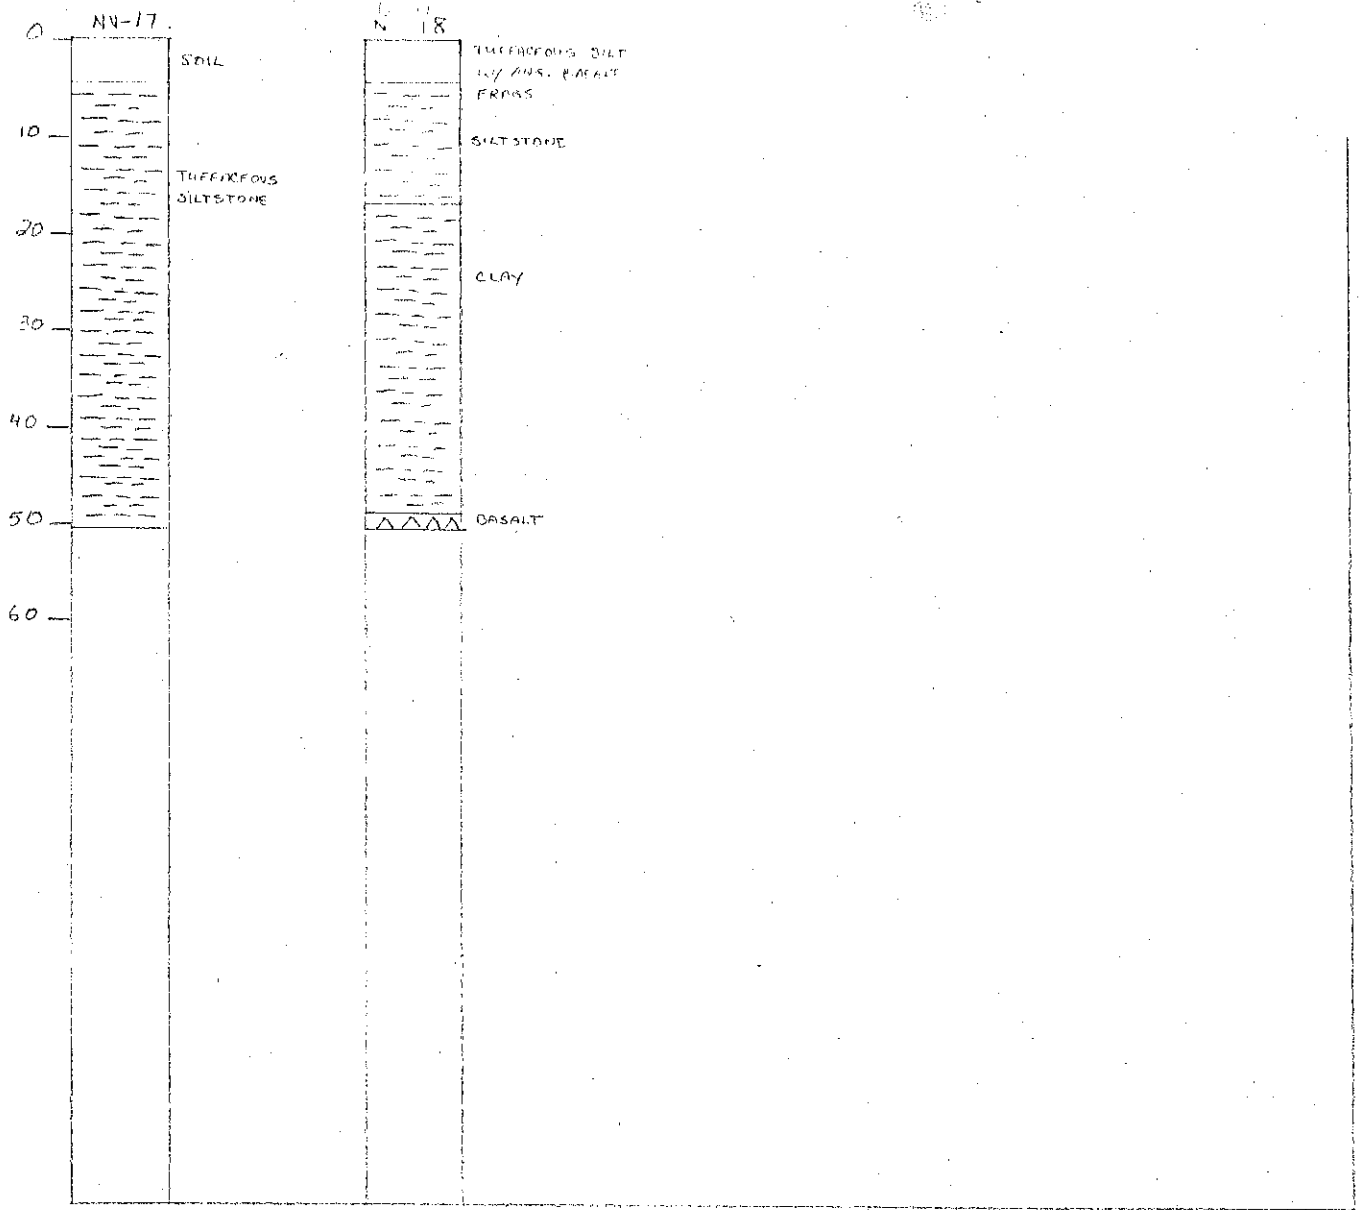 NV-17
N 18
0
SOIL
TUFFACEOUS SILT
W/ ANG. BASALT
FRAGS
10
SILTSTONE
TUFFACEOUS
SILTSTONE
20
CLAY
30
40
50
BASALT
60